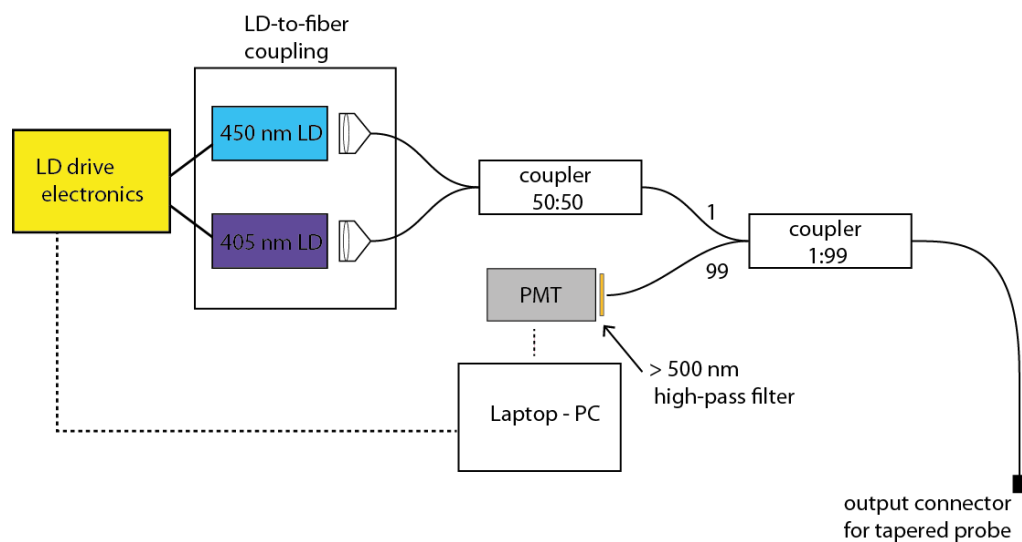 LD-to-fiber
coupling
450 nm LD
LD drive
electronics
405 nm LD
coupler
50:50
1
99
coupler
1:99
PMT
> 500 nm
high-pass filter
Laptop - PC
output connector
for tapered probe